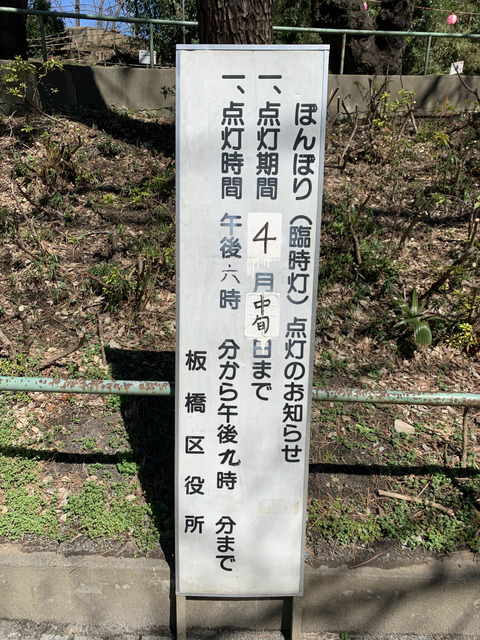 ぼんぼり(臨時灯)点灯のお知らせ
一、点灯期間 4月中旬日まで
一、点灯時間 午後六時 分から午後九時 分まで
板橋区役所